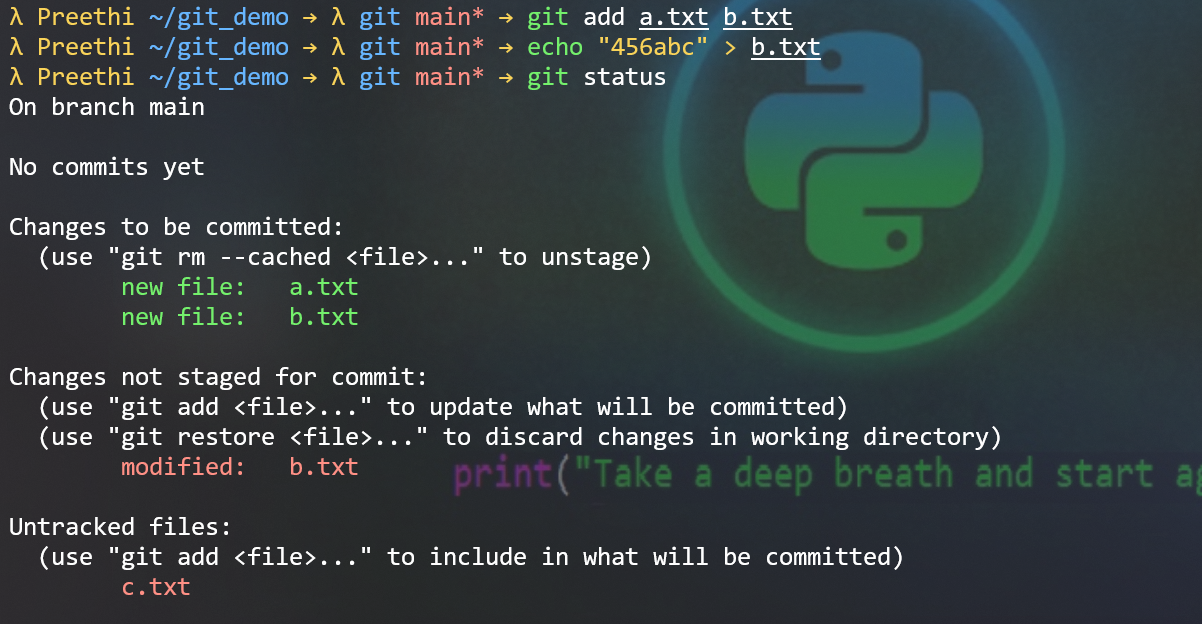 λ Preethi ~/git_demo → λ git main* → git add a.txt b.txt
λ Preethi ~/git_demo → λ git main* → echo "456abc" > b.txt
λ Preethi ~/git_demo → λ git main* → git status
On branch main
No commits yet
Changes to be committed:
(use "git rm --cached <file>..." to unstage)
new file: a.txt
new file: b.txt
Changes not staged for commit:
(use "git add <file>..." to update what will be committed)
(use "git restore <file>..." to discard changes in working directory)
modified: b.txt
print("Take a deep breath and start
Untracked files:
(use "git add <file>..." to include in what will be committed)
c.txt